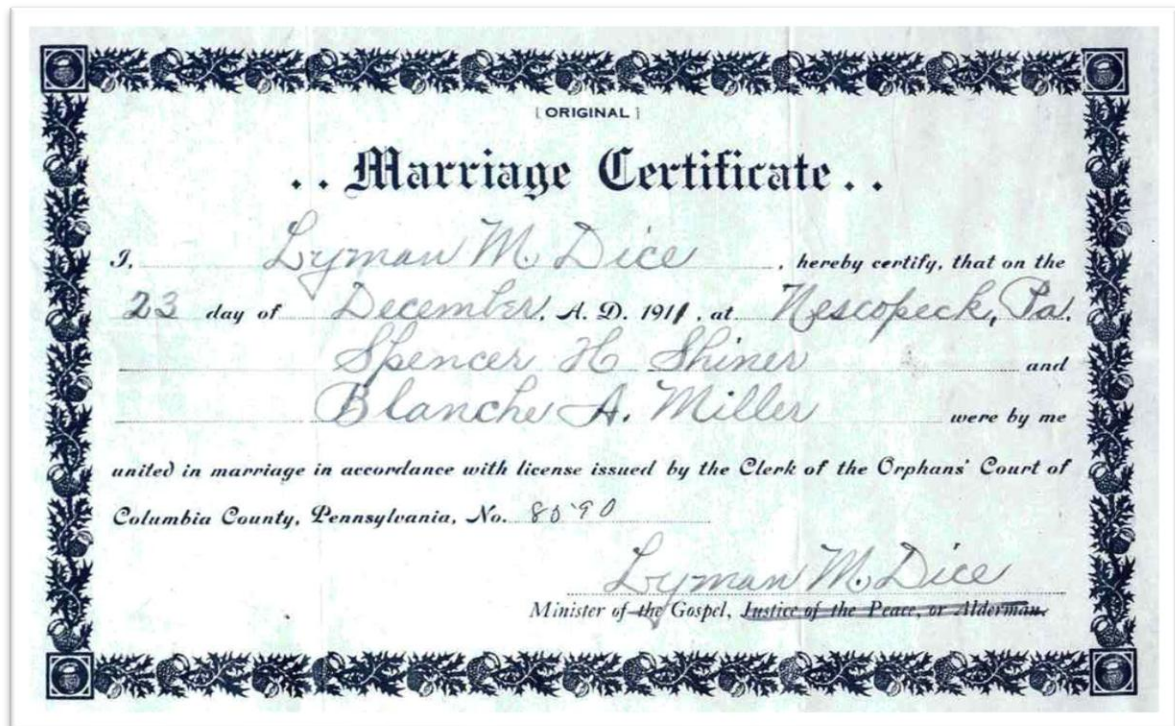 [ ORIGINAL ]
.. Marriage Certificate ..
I, Lyman M. Dice, hereby certify, that on the
23 day of December, A. D. 1911, at Nescopeck, Pa.
Spencer H Shiner and
Blanche A. Miller were by me
united in marriage in accordance with license issued by the Clerk of the Orphans' Court of
Columbia County, Pennsylvania, No. 8590
Lyman M. Dice
Minister of the Gospel, Justice of the Peace, or Alderman.